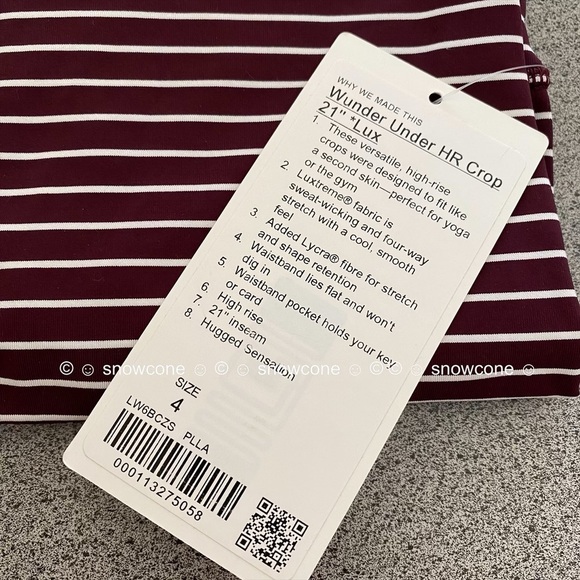 WHY WE MADE THIS
Wunder Under HR Crop
21" *Lux
1. These versatile, high-rise
crops were designed to fit like
a second skin—perfect for yoga
or the gym
2. Luxtreme® fabric is
sweat-wicking and four-way
stretch with a cool, smooth
feel
3. Added Lycra® fibre for stretch
and shape retention
4. Waistband lies flat and won't
dig in
5. Waistband pocket holds your key
or card
6. High rise
7. 21" inseam
8. Hugged Sensation
© ☺ snowcone © ☺ snowcone © ☺ © ☺ snowcone ☺
SIZE
4
LW6BCZS PLLA
000113275058